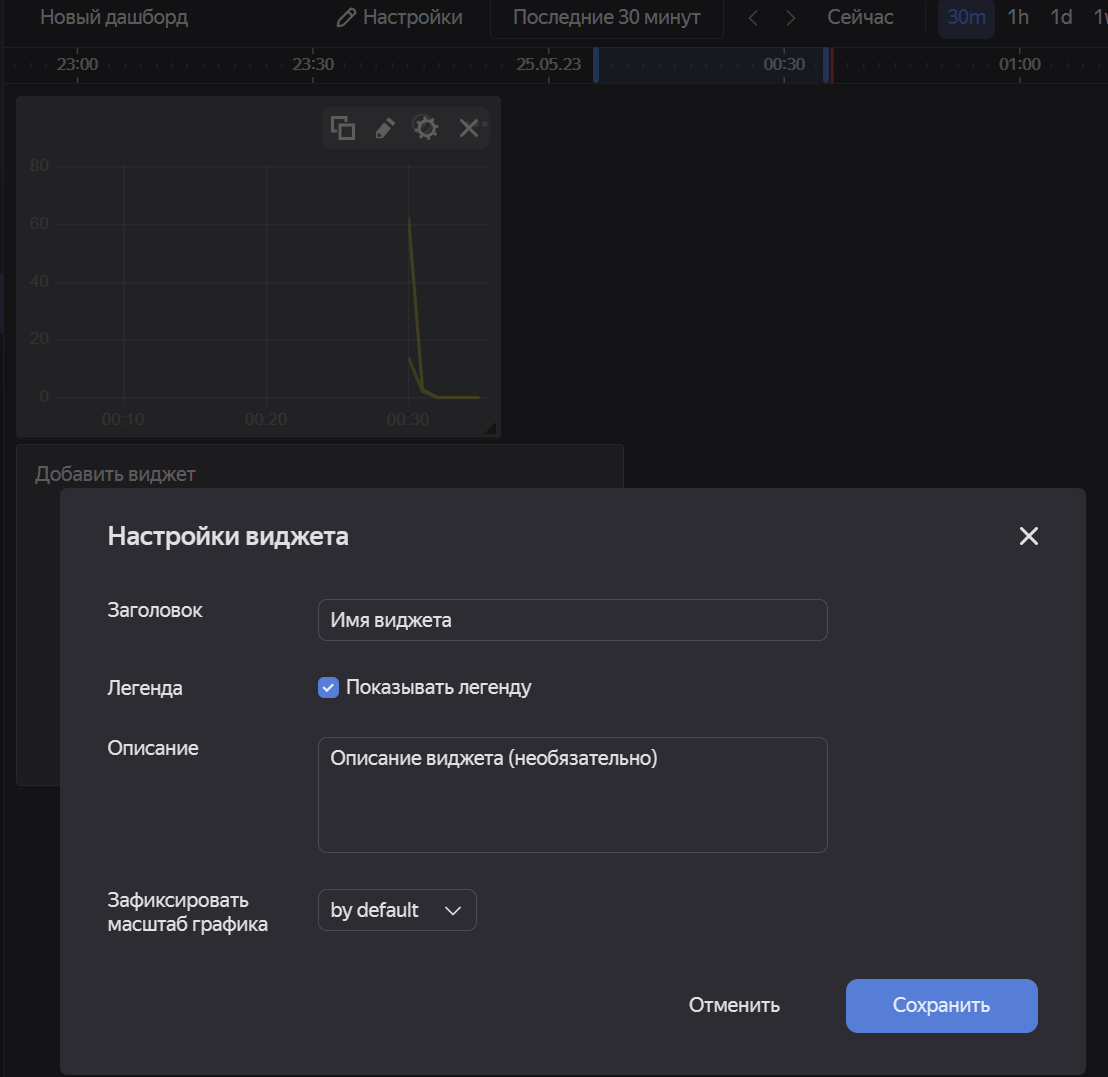 Новый дашборд
Настройки
Последние 30 минут
Сейчас
30m
1h
1d
23:00
23:30
25.05.23
00:30
01:00
80
60
40
20
0
00:10
00:20
00:30
Добавить виджет
Настройки виджета
Заголовок
Имя виджета
Легенда
Показывать легенду
Описание
Описание виджета (необязательно)
Зафиксировать
масштаб графика
by default
Отменить
Сохранить